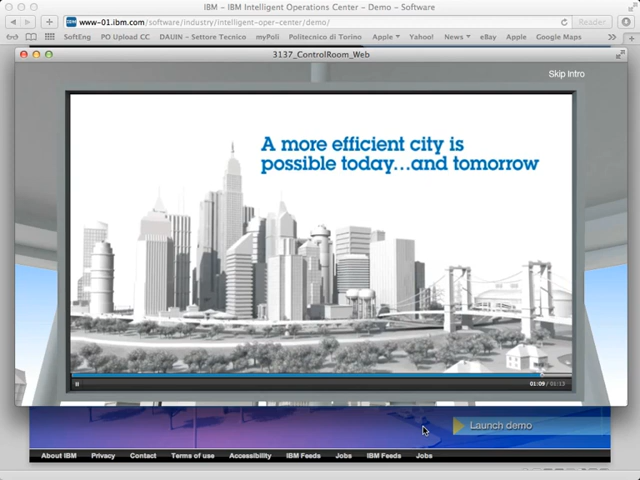 IBM – IBM Intelligent Operations Center – Demo – Software
www-01.ibm.com/software/industry/intelligent-oper-center/demo/
Reader
SoftEng PO Upload CC DAUIN – Settore Tecnico myPoli Politecnico di Torino Apple Yahoo! News eBay Apple Google Maps
3137_ControlRoom_Web
Skip Intro
A more efficient city is
possible today...and tomorrow
01:09 / 01:13
Launch demo
About IBM Privacy Contact Terms of use Accessibility IBM Feeds Jobs IBM Feeds Jobs